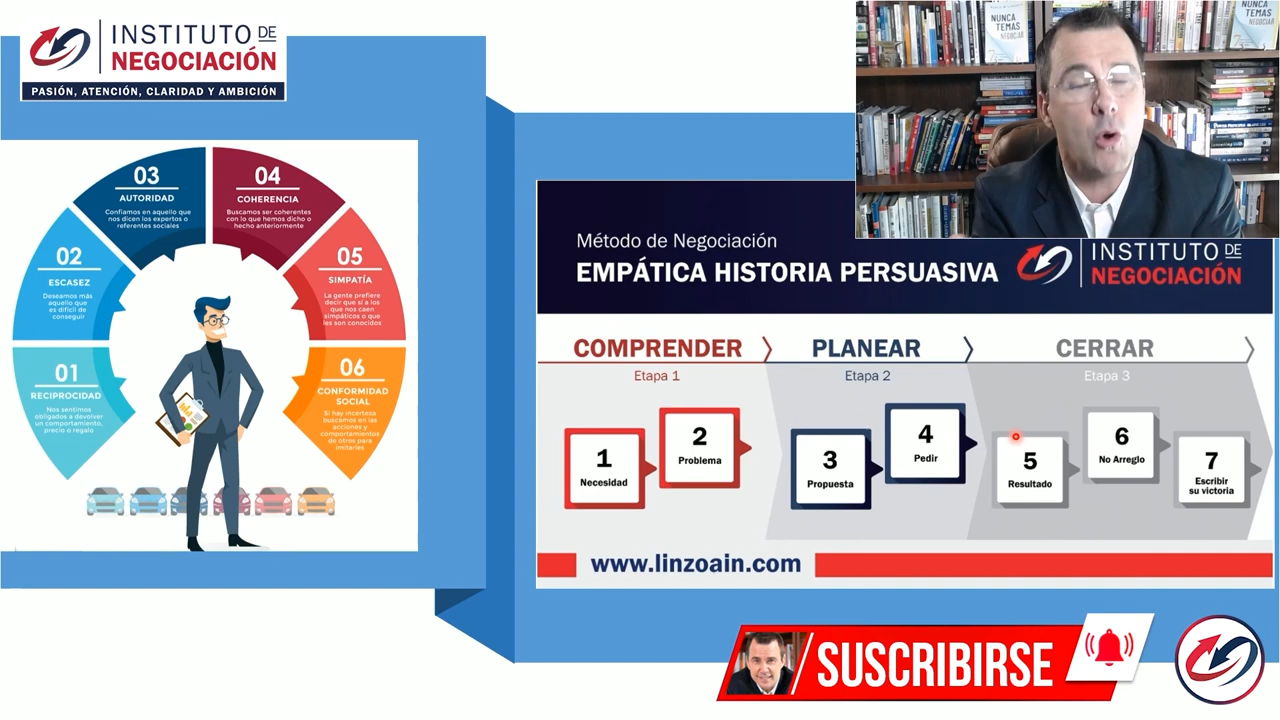 INSTITUTO DE
NEGOCIACIÓN
PASIÓN, ATENCIÓN, CLARIDAD Y AMBICIÓN
NUNCA
TEMAS
NEGOCIAR
03
AUTORIDAD
Confiamos en aquello que
nos dicen los expertos o
referentes sociales
04
COHERENCIA
Buscamos ser coherentes
con lo que hemos dicho o
hecho anteriormente
02
ESCASEZ
Deseamos más
aquello que
es difícil de
conseguir
05
SIMPATÍA
La gente prefiere
decir que sí a los
que nos caen
simpáticos o que
les son conocidos
01
RECIPROCIDAD
Nos sentimos
obligados a devolver
un comportamiento,
precio o regalo
06
CONFORMIDAD
SOCIAL
Si hay incerteza
buscamos en las
acciones y
comportamientos
de otros para
imitarles
Método de Negociación
EMPÁTICA HISTORIA PERSUASIVA
INSTITUTO DE
NEGOCIACIÓN
COMPRENDER
Etapa 1
PLANEAR
Etapa 2
CERRAR
Etapa 3
1
Necesidad
2
Problema
3
Propuesta
4
Pedir
5
Resultado
6
No Arreglo
7
Escribir
su victoria
www.linzoain.com
SUSCRIBIRSE